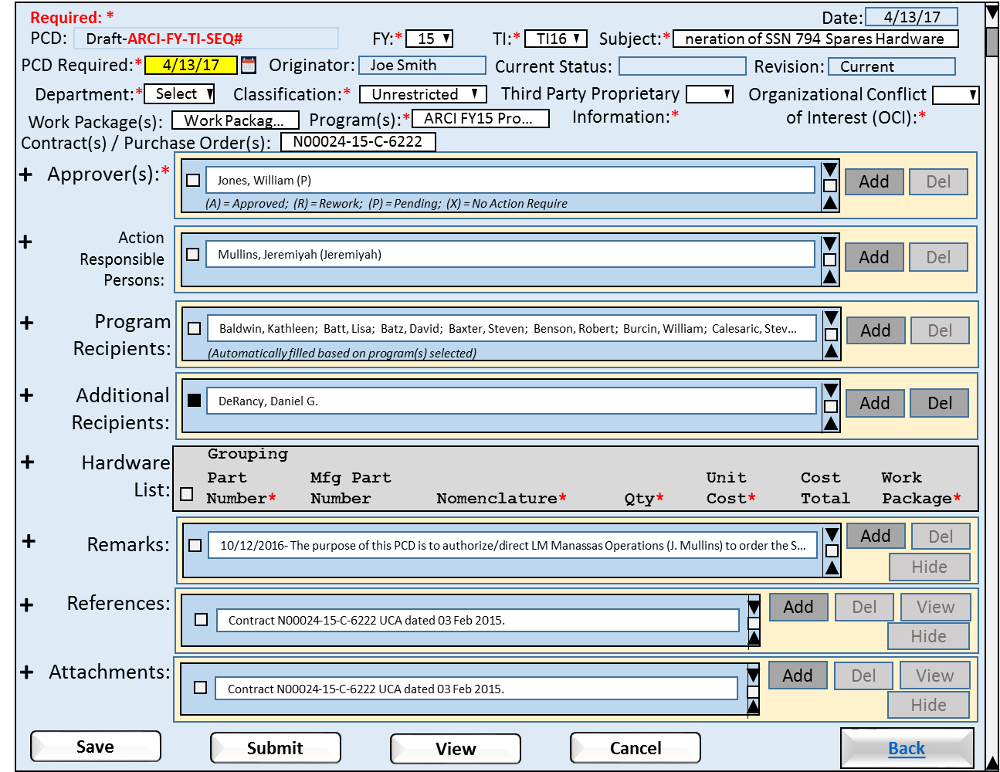 Required: *
Date: 4/13/17
PCD: Draft-ARCI-FY-TI-SEQ# FY:* 15 TI:* TI16 Subject:* neration of SSN 794 Spares Hardware
PCD Required:* 4/13/17 Originator: Joe Smith Current Status: Revision: Current
Department:* Select Classification:* Unrestricted Third Party Proprietary Information:* Organizational Conflict of Interest (OCI):*
Work Package(s): Work Packag... Program(s):* ARCI FY15 Pro...
Contract(s) / Purchase Order(s): N00024-15-C-6222
+ Approver(s):* Jones, William (P) Add Del
(A) = Approved; (R) = Rework; (P) = Pending; (X) = No Action Require
+ Action Responsible Persons: Mullins, Jeremiyah (Jeremiyah) Add Del
+ Program Recipients: Baldwin, Kathleen; Batt, Lisa; Batz, David; Baxter, Steven; Benson, Robert; Burcin, William; Calesaric, Stev... Add Del
(Automatically filled based on program(s) selected)
+ Additional Recipients: DeRancy, Daniel G. Add Del
+ Hardware List:
Grouping
Part Number* Mfg Part Number Nomenclature* Qty* Unit Cost* Cost Total Work Package*
+ Remarks: 10/12/2016- The purpose of this PCD is to authorize/direct LM Manassas Operations (J. Mullins) to order the S... Add Del
Hide
+ References: Contract N00024-15-C-6222 UCA dated 03 Feb 2015. Add Del View
Hide
+ Attachments: Contract N00024-15-C-6222 UCA dated 03 Feb 2015. Add Del View
Hide
Save Submit View Cancel Back